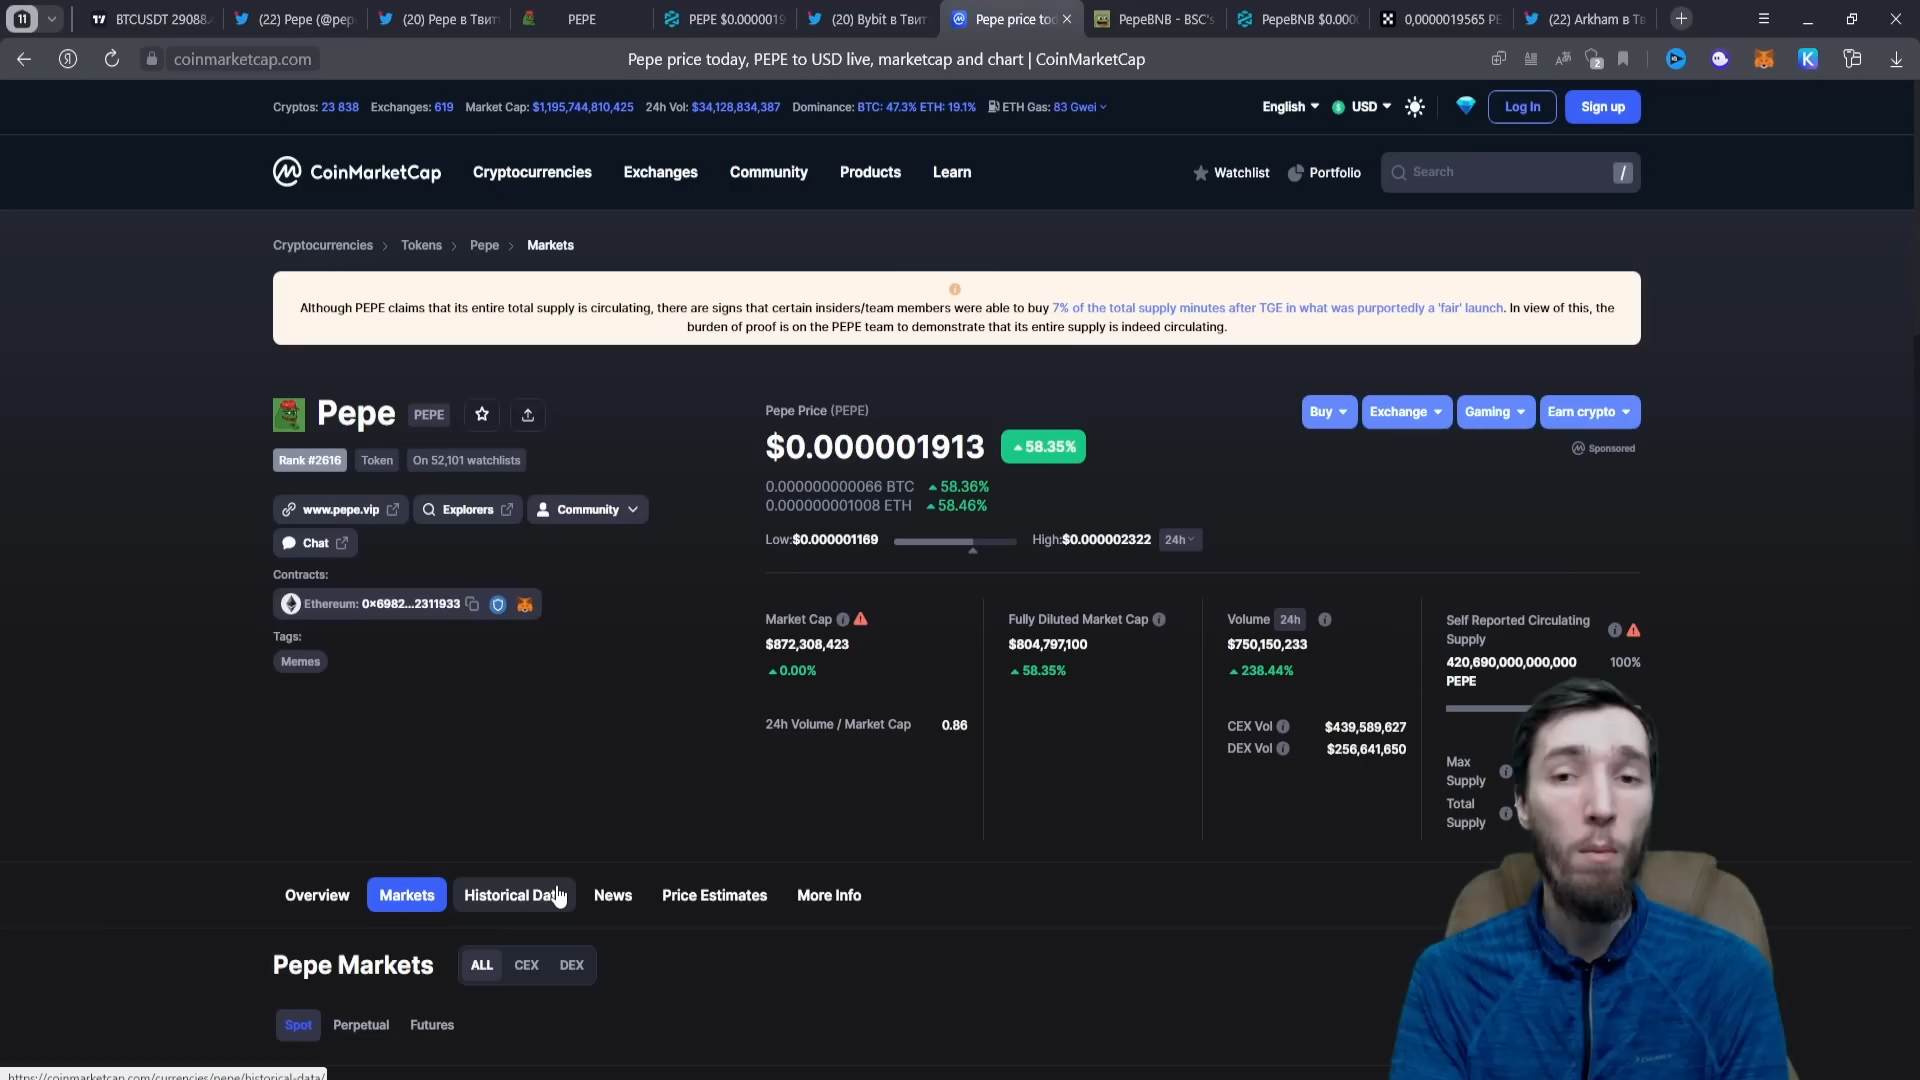 11
BTCUSDT 29088.
(22) Pepe (@pep
(20) Pepe в Твит
PEPE
PEPE $0.0000019
(20) Bybit в Твит
Pepe price tod
PepeBNB - BSC's
PepeBNB $0.000
0,0000019565 PE
(22) Arkham в Тв
coinmarketcap.com
Pepe price today, PEPE to USD live, marketcap and chart | CoinMarketCap
2
K
Cryptos: 23 838 Exchanges: 619 Market Cap: $1,195,744,810,425 24h Vol: $34,128,834,387 Dominance: BTC: 47.3% ETH: 19.1% ETH Gas: 83 Gwei
English
USD
Log In
Sign up
CoinMarketCap
Cryptocurrencies
Exchanges
Community
Products
Learn
Watchlist
Portfolio
Search
/
Cryptocurrencies > Tokens > Pepe > Markets
Although PEPE claims that its entire total supply is circulating, there are signs that certain insiders/team members were able to buy 7% of the total supply minutes after TGE in what was purportedly a 'fair' launch. In view of this, the
burden of proof is on the PEPE team to demonstrate that its entire supply is indeed circulating.
Pepe PEPE
Rank #2616 Token On 52,101 watchlists
www.pepe.vip Explorers Community
Chat
Contracts:
Ethereum: 0x6982...2311933
Tags:
Memes
Pepe Price (PEPE)
$0.000001913 58.35%
0.000000000066 BTC 58.36%
0.000000001008 ETH 58.46%
Low:$0.000001169 High:$0.000002322 24h
Buy
Exchange
Gaming
Earn crypto
Sponsored
Market Cap
$872,308,423
0.00%
24h Volume / Market Cap 0.86
Fully Diluted Market Cap
$804,797,100
58.35%
Volume 24h
$750,150,233
238.44%
CEX Vol $439,589,627
DEX Vol $256,641,650
Self Reported Circulating
Supply
420,690,000,000,000 100%
PEPE
Max
Supply
Total
Supply
Overview
Markets
Historical Dat
News
Price Estimates
More Info
Pepe Markets
ALL
CEX
DEX
Spot
Perpetual
Futures
https://coinmarketcap.com/currencies/pepe/historical-data/